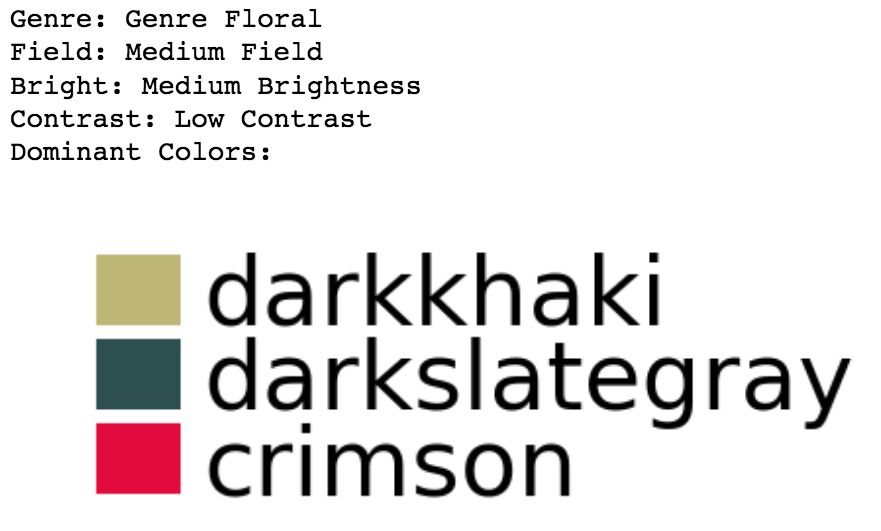 Genre: Genre Floral
Field: Medium Field
Bright: Medium Brightness
Contrast: Low Contrast
Dominant Colors:
darkkhaki
darkslategray
crimson